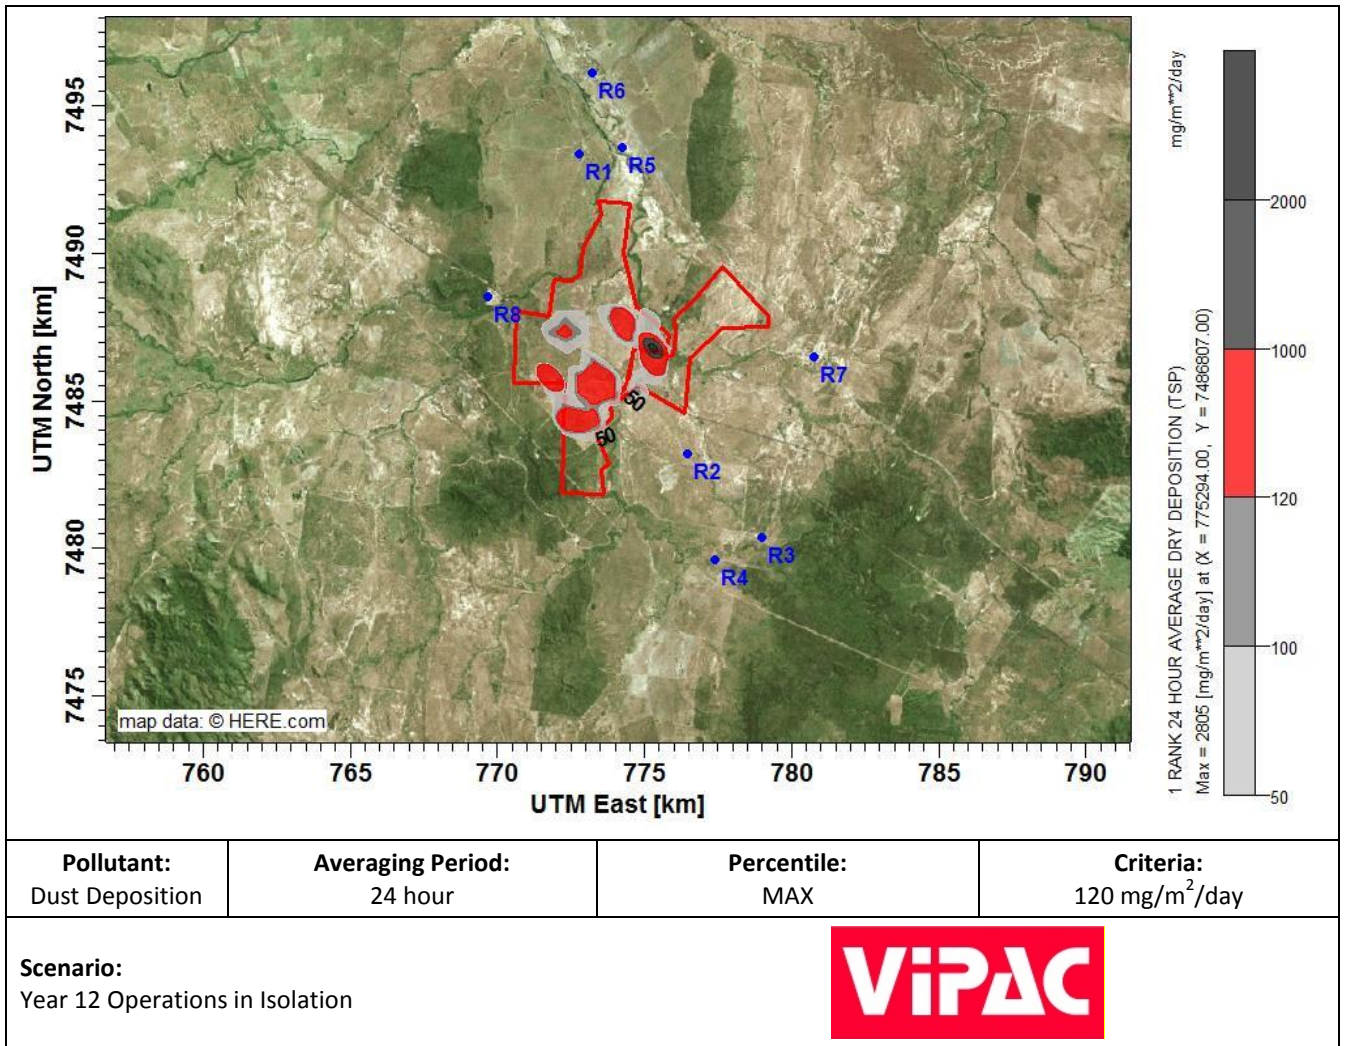 7495
7490
7485
7480
7475
UTM North [km]
R6
R1
R5
R8
R7
50
50
R2
R3
R4
map data: © HERE.com
760
765
770
775
780
785
790
UTM East [km]
mg/m**2/day
1 RANK 24 HOUR AVERAGE DRY DEPOSITION (TSP)
Max = 2805 [mg/m**2/day] at (X = 775294.00, Y = 7486807.00)
2000
1000
120
100
50
Pollutant:
Dust Deposition
Averaging Period:
24 hour
Percentile:
MAX
Criteria:
120 mg/m²/day
Scenario:
Year 12 Operations in Isolation
ViPAC